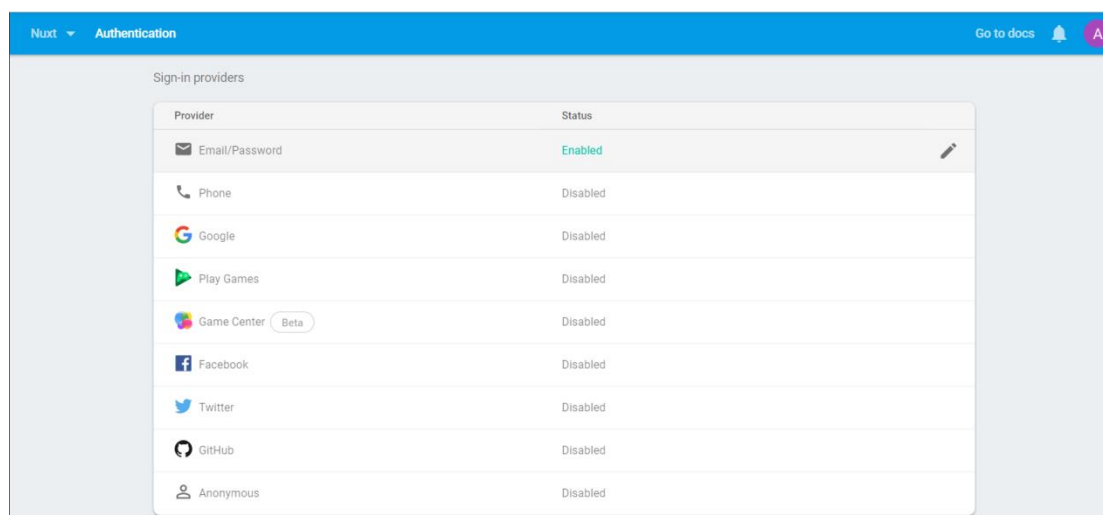 Nuxt Authentication Go to docs A
Sign-in providers
Provider Status
Email/Password Enabled
Phone Disabled
Google Disabled
Play Games Disabled
Game Center Beta Disabled
Facebook Disabled
Twitter Disabled
GitHub Disabled
Anonymous Disabled